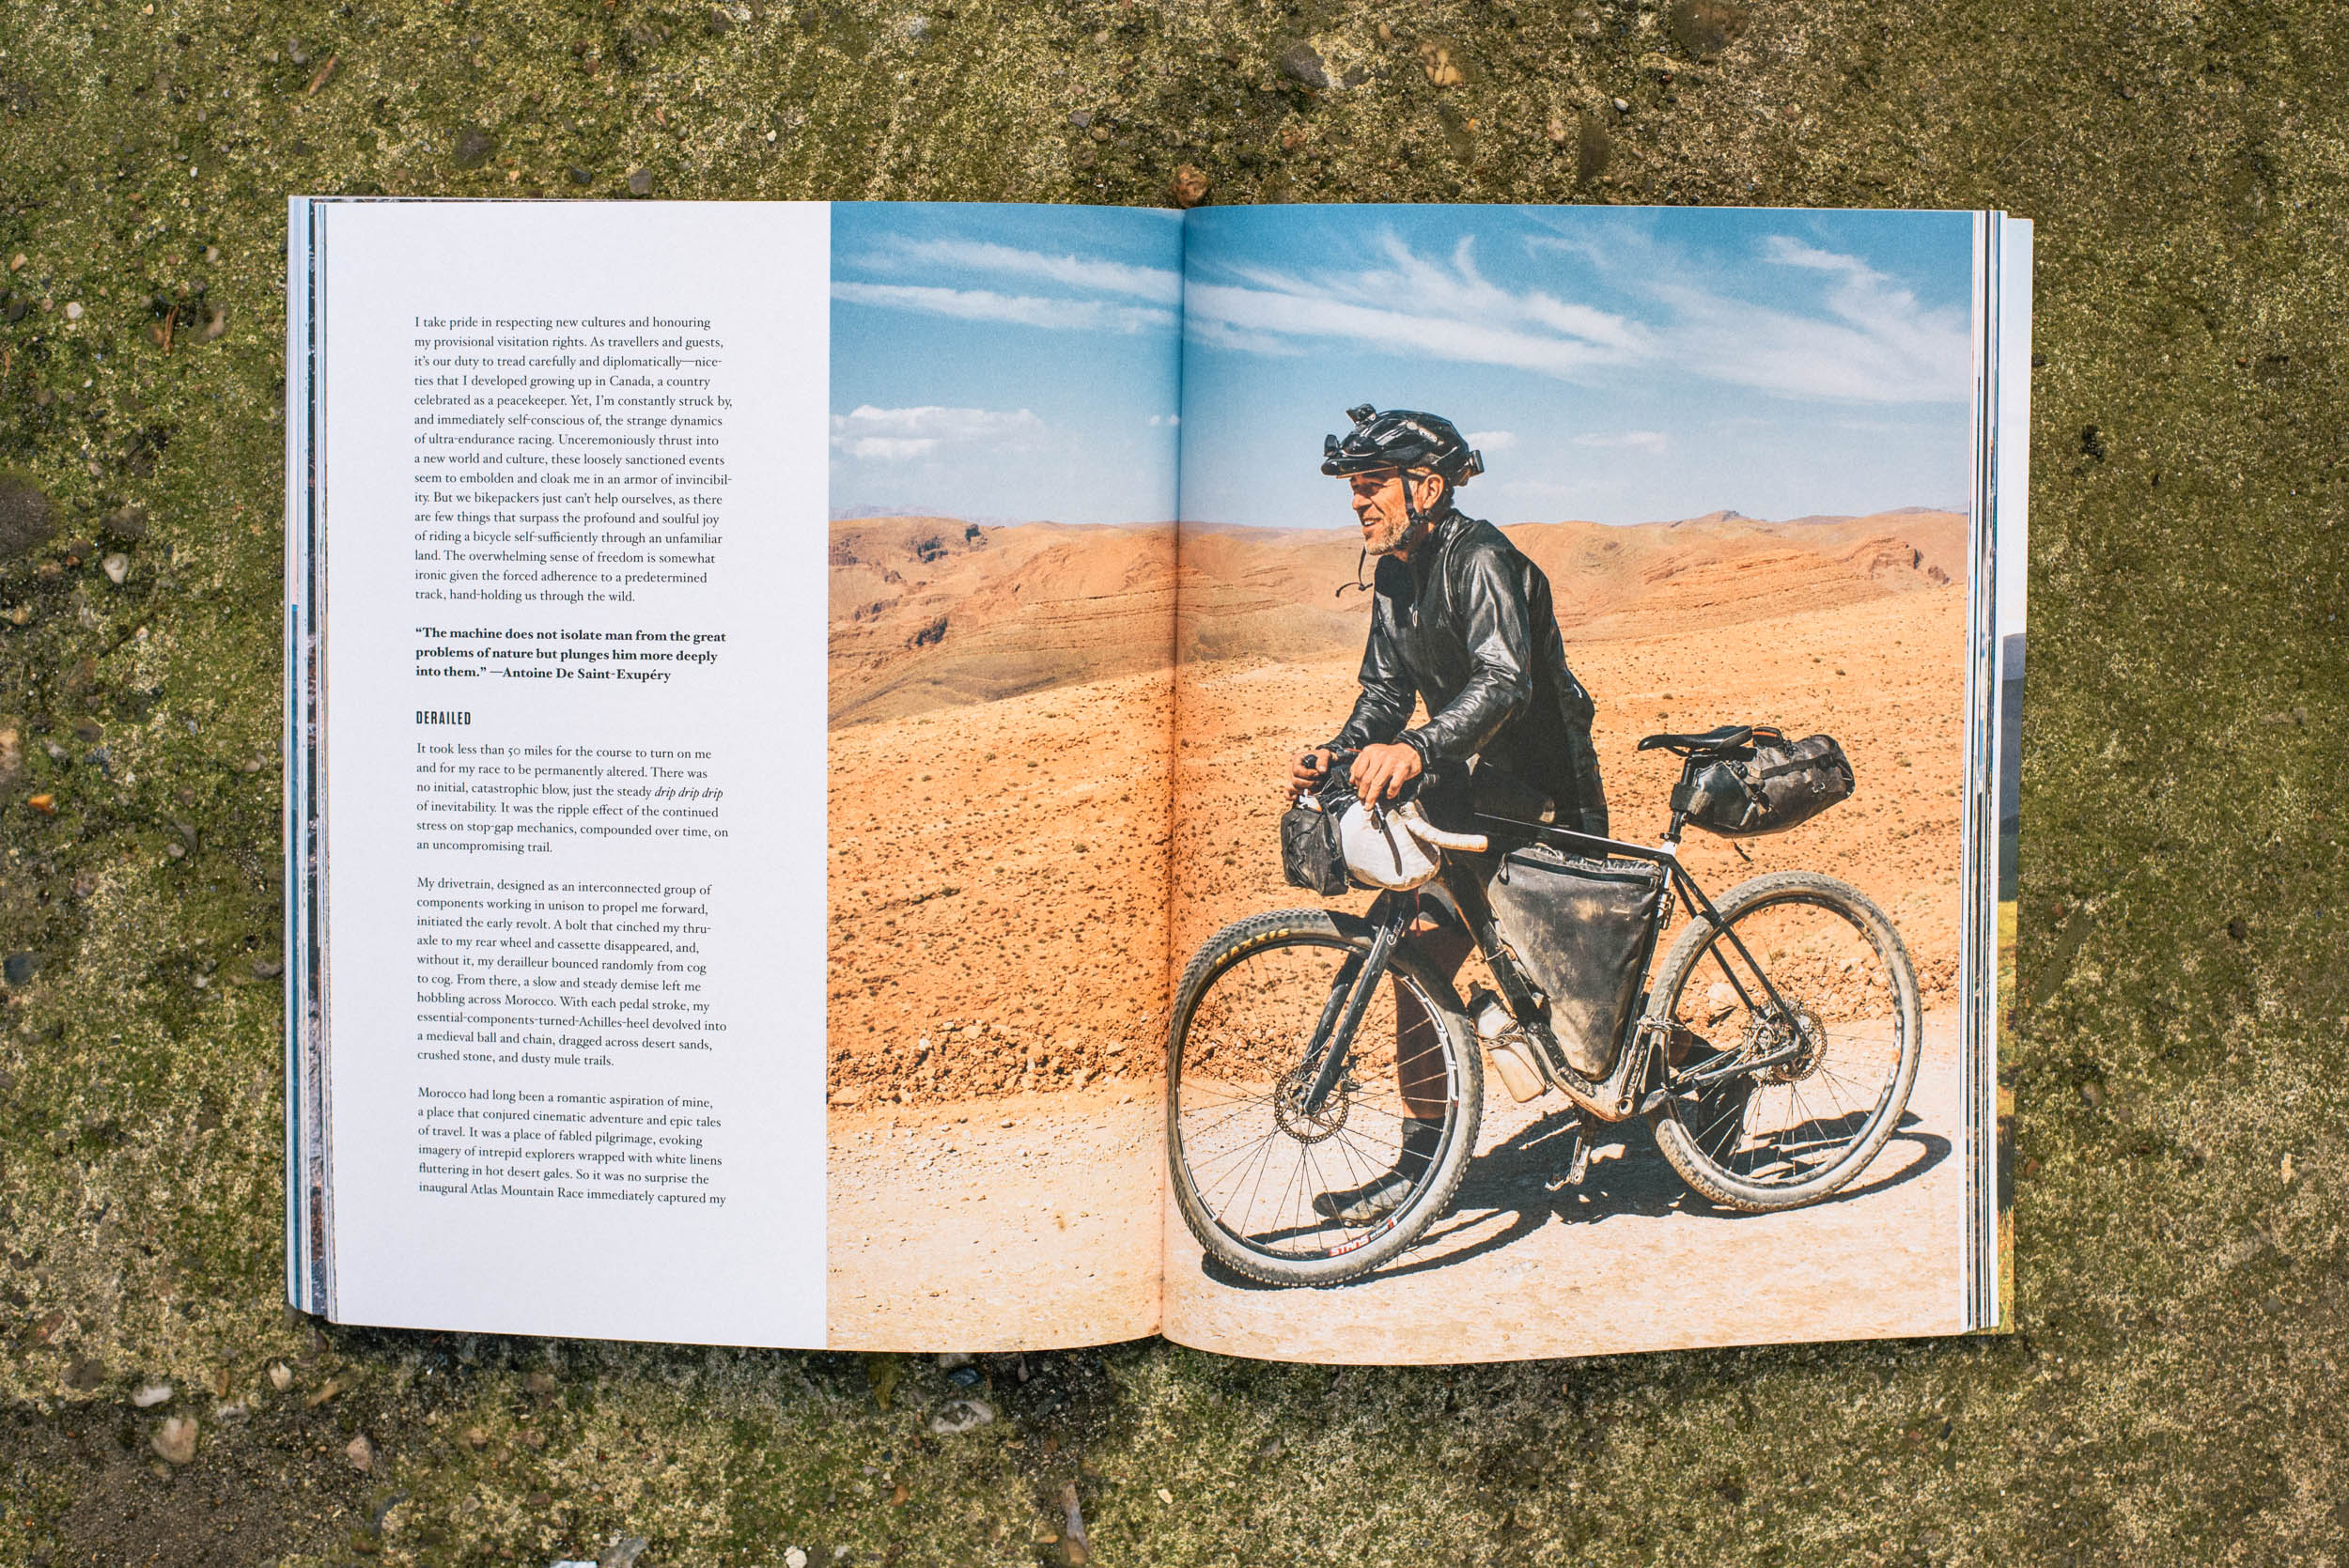 I take pride in respecting new cultures and honouring
my provisional visitation rights. As travellers and guests,
it’s our duty to tread carefully and diplomatically—nice-
ties that I developed growing up in Canada, a country
celebrated as a peacekeeper. Yet, I’m constantly struck by,
and immediately self-conscious of, the strange dynamics
of ultra-endurance racing. Unceremoniously thrust into
a new world and culture, these loosely sanctioned events
seem to embolden and cloak me in an armor of invincibil-
ity. But we bikepackers just can’t help ourselves, as there
are few things that surpass the profound and soulful joy
of riding a bicycle self-sufficiently through an unfamiliar
land. The overwhelming sense of freedom is somewhat
ironic given the forced adherence to a predetermined
track, hand-holding us through the wild.
“The machine does not isolate man from the great
problems of nature but plunges him more deeply
into them.” —Antoine De Saint-Exupéry
DERAILED
It took less than 50 miles for the course to turn on me
and for my race to be permanently altered. There was
no initial, catastrophic blow, just the steady drip drip drip
of inevitability. It was the ripple effect of the continued
stress on stop-gap mechanics, compounded over time, on
an uncompromising trail.
My drivetrain, designed as an interconnected group of
components working in unison to propel me forward,
initiated the early revolt. A bolt that cinched my thru-
axle to my rear wheel and cassette disappeared, and,
without it, my derailleur bounced randomly from cog
to cog. From there, a slow and steady demise left me
hobbling across Morocco. With each pedal stroke, my
essential-components-turned-Achilles-heel devolved into
a medieval ball and chain, dragged across desert sands,
crushed stone, and dusty mule trails.
Morocco had long been a romantic aspiration of mine,
a place that conjured cinematic adventure and epic tales
of travel. It was a place of fabled pilgrimage, evoking
imagery of intrepid explorers wrapped with white linens
fluttering in hot desert gales. So it was no surprise the
inaugural Atlas Mountain Race immediately captured my
MAXXIS
STANS